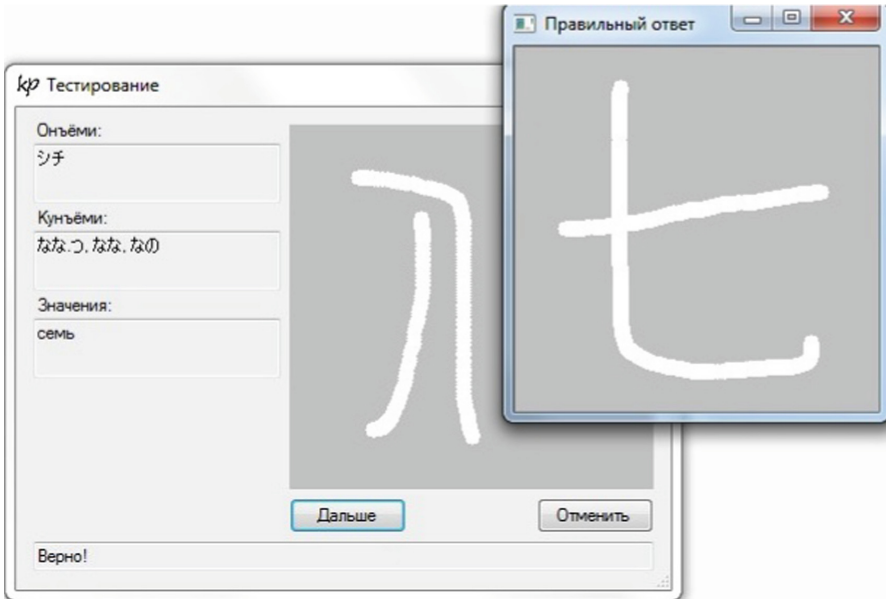 Правильный ответ
kp Тестирование
Онъёми:
シチ
Кунъёми:
なな.つ, なな, なの
Значения:
семь
七
Дальше
Отменить
Верно!